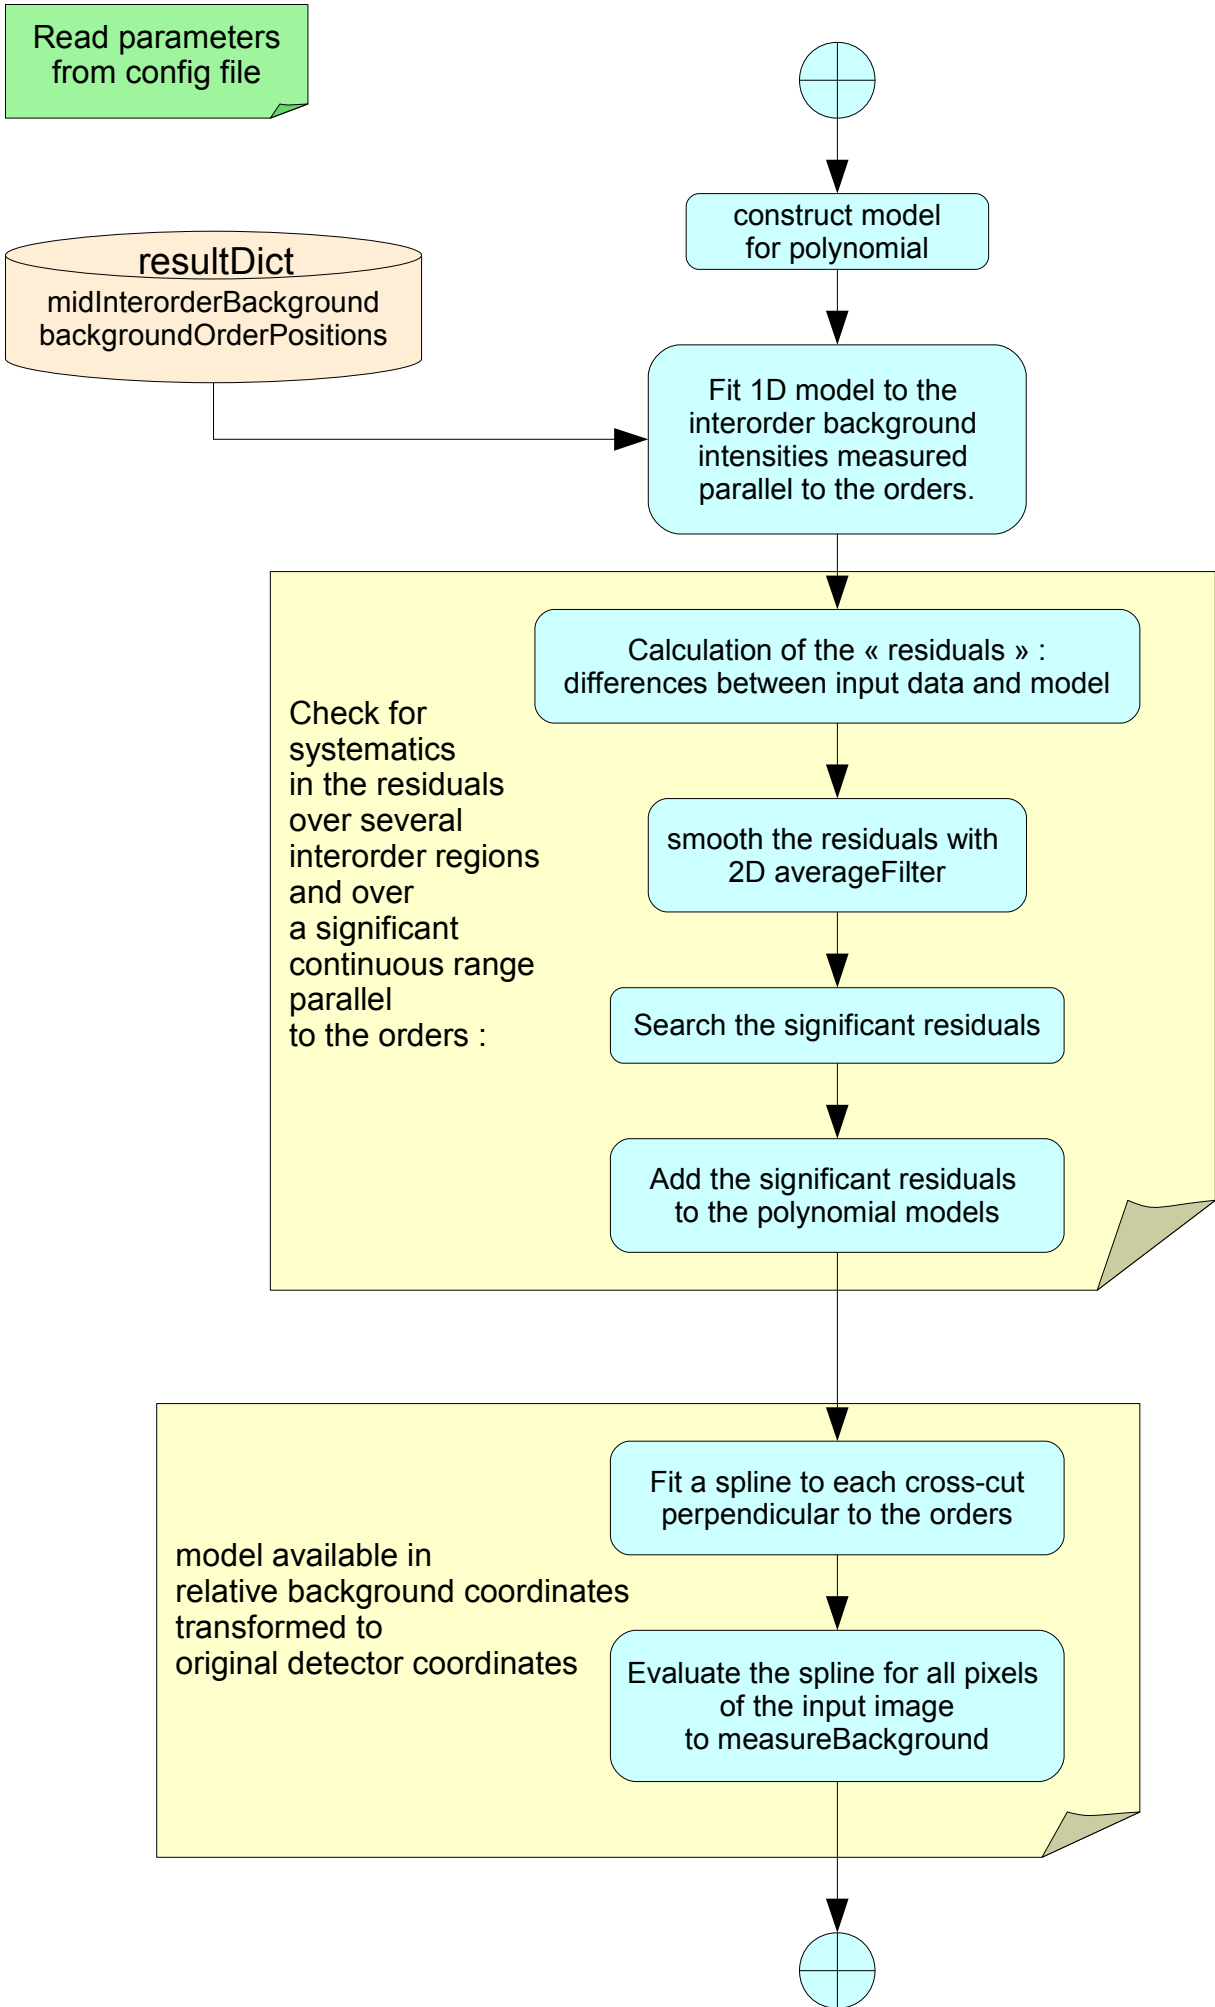 Read parameters
from config file
construct model
for polynomial
resultDict
midInterorderBackground
backgroundOrderPositions
Fit 1D model to the
interorder background
intensities measured
parallel to the orders.
Calculation of the « residuals » :
differences between input data and model
Check for
systematics
in the residuals
over several
interorder regions
and over
a significant
continuous range
parallel
to the orders :
smooth the residuals with
2D averageFilter
Search the significant residuals
Add the significant residuals
to the polynomial models
Fit a spline to each cross-cut
perpendicular to the orders
model available in
relative background coordinates
transformed to
original detector coordinates
Evaluate the spline for all pixels
of the input image
to measureBackground